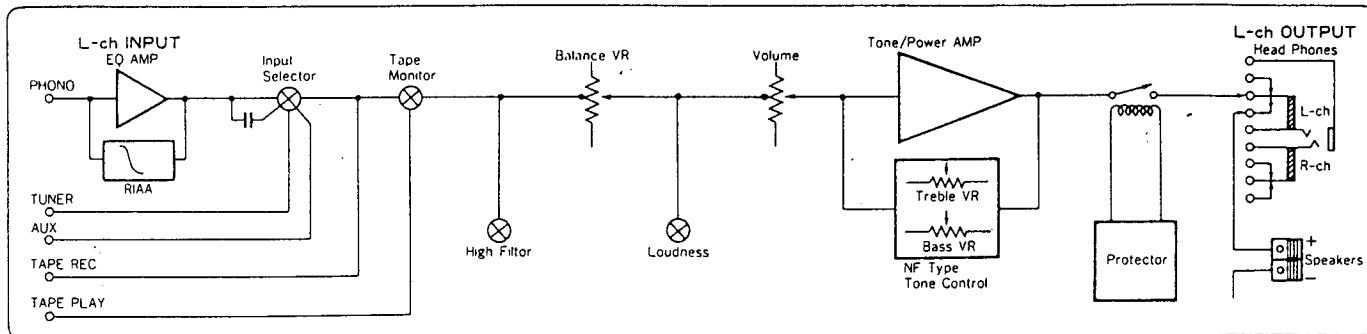 L-ch INPUT
EQ AMP
PHONO
RIAA
Input
Selector
Tape
Monitor
TUNER
AUX
TAPE REC
TAPE PLAY
High Filtor
Balance VR
Loudness
Volume
Tone/Power AMP
Treble VR
Bass VR
NF Type
Tone Control
Protector
L-ch OUTPUT
Head Phones
L-ch
R-ch
+
Speakers
−